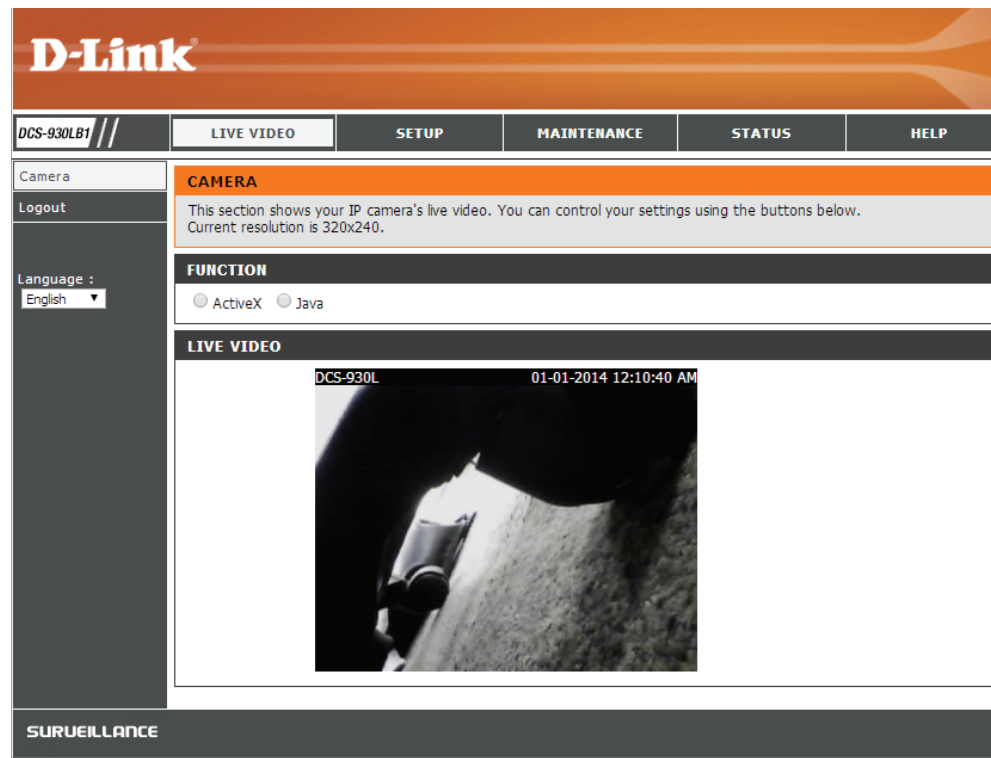 D-Link
DCS-930LB1
LIVE VIDEO
SETUP
MAINTENANCE
STATUS
HELP
Camera
Logout
Language :
English
CAMERA
This section shows your IP camera's live video. You can control your settings using the buttons below.
Current resolution is 320x240.
FUNCTION
ActiveX Java
LIVE VIDEO
DCS-930L 01-01-2014 12:10:40 AM
SURVEILLANCE